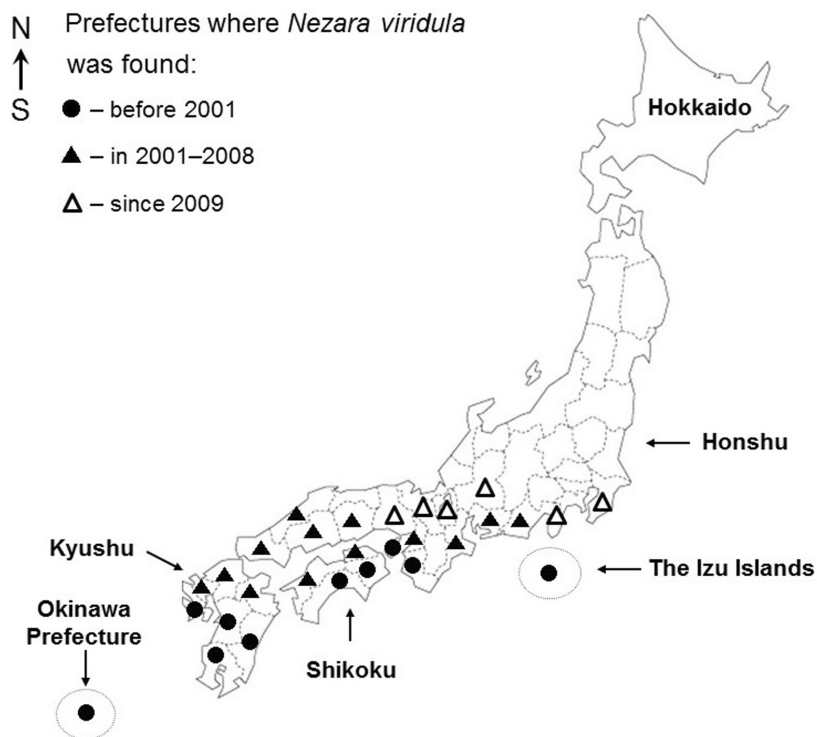 N
S
Prefectures where Nezara viridula
was found:
– before 2001
– in 2001–2008
– since 2009
Hokkaido
Honshu
Kyushu
The Izu Islands
Okinawa
Prefecture
Shikoku